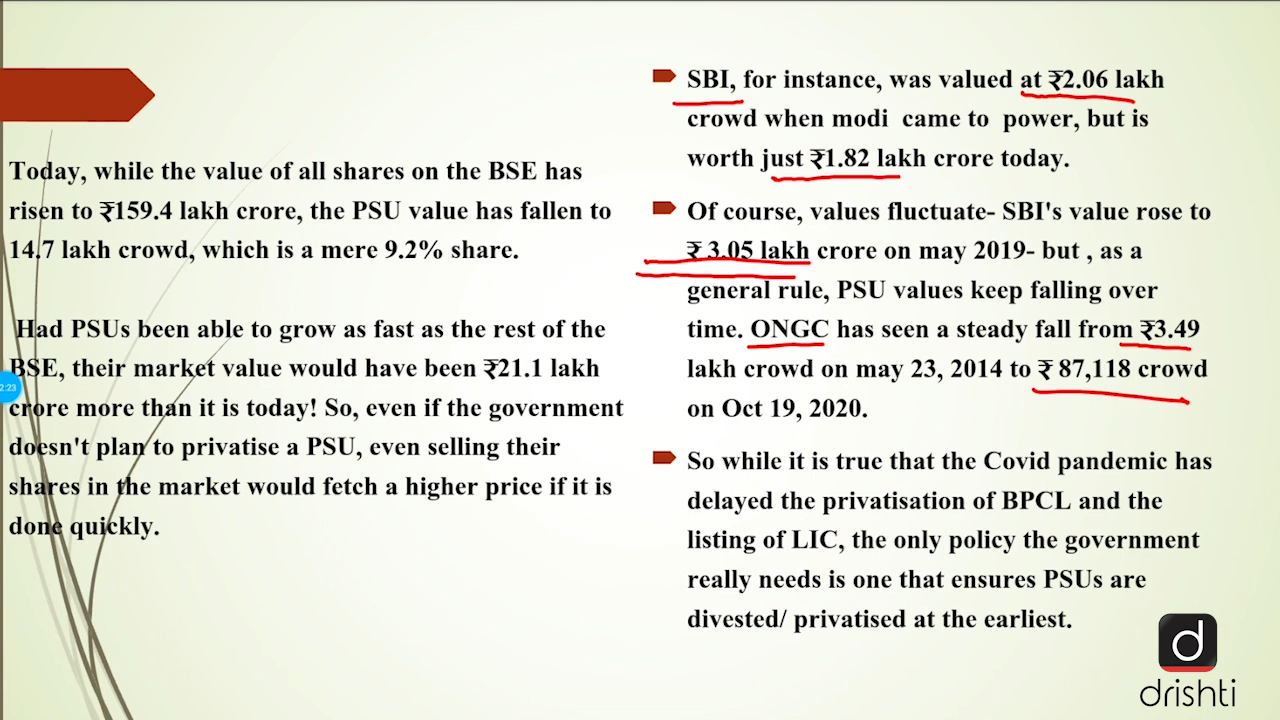 Today, while the value of all shares on the BSE has
risen to ₹159.4 lakh crore, the PSU value has fallen to
14.7 lakh crowd, which is a mere 9.2% share.
Had PSUs been able to grow as fast as the rest of the
BSE, their market value would have been ₹21.1 lakh
crore more than it is today! So, even if the government
doesn't plan to privatise a PSU, even selling their
shares in the market would fetch a higher price if it is
done quickly.
2:23
SBI, for instance, was valued at ₹2.06 lakh
crowd when modi came to power, but is
worth just ₹1.82 lakh crore today.
Of course, values fluctuate- SBI's value rose to
₹ 3.05 lakh crore on may 2019- but , as a
general rule, PSU values keep falling over
time. ONGC has seen a steady fall from ₹3.49
lakh crowd on may 23, 2014 to ₹ 87,118 crowd
on Oct 19, 2020.
So while it is true that the Covid pandemic has
delayed the privatisation of BPCL and the
listing of LIC, the only policy the government
really needs is one that ensures PSUs are
divested/ privatised at the earliest.
d
drishti